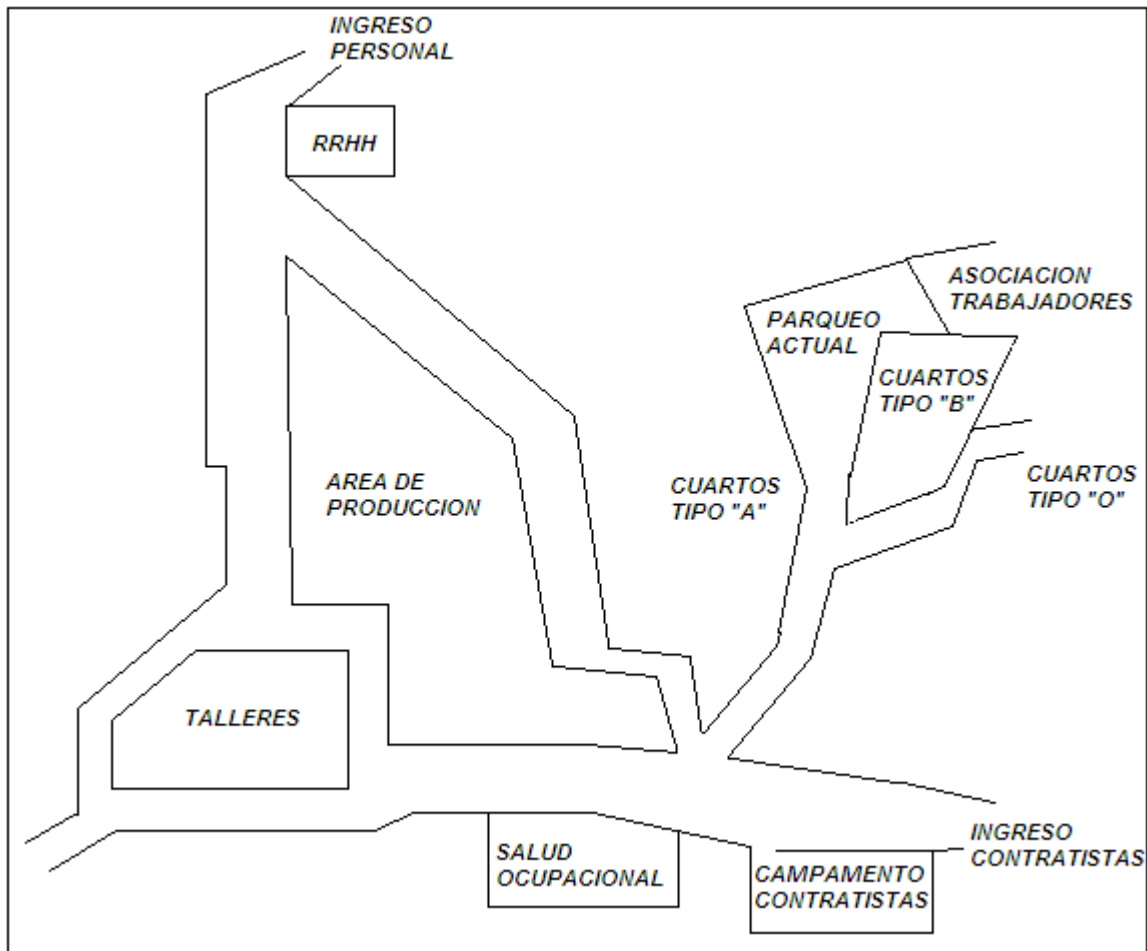 INGRESO
PERSONAL
RRHH
ASOCIACION
TRABAJADORES
PARQUEO
ACTUAL
CUARTOS
TIPO "B"
AREA DE
PRODUCCION
CUARTOS
TIPO "A"
CUARTOS
TIPO "O"
TALLERES
INGRESO
CONTRATISTAS
SALUD
OCUPACIONAL
CAMPAMENTO
CONTRATISTAS